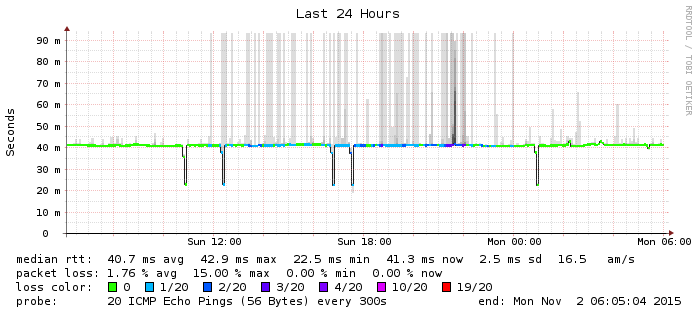 Last 24 Hours
RRDTOOL / TOBI OETIKER
Seconds
90 m
80 m
70 m
60 m
50 m
40 m
30 m
20 m
10 m
0
Sun 12:00 Sun 18:00 Mon 00:00 Mon 06:00
median rtt: 40.7 ms avg 42.9 ms max 22.5 ms min 41.3 ms now 2.5 ms sd 16.5 am/s
packet loss: 1.76 % avg 15.00 % max 0.00 % min 0.00 % now
loss color: 0 1/20 2/20 3/20 4/20 10/20 19/20
probe: 20 ICMP Echo Pings (56 Bytes) every 300s end: Mon Nov 2 06:05:04 2015